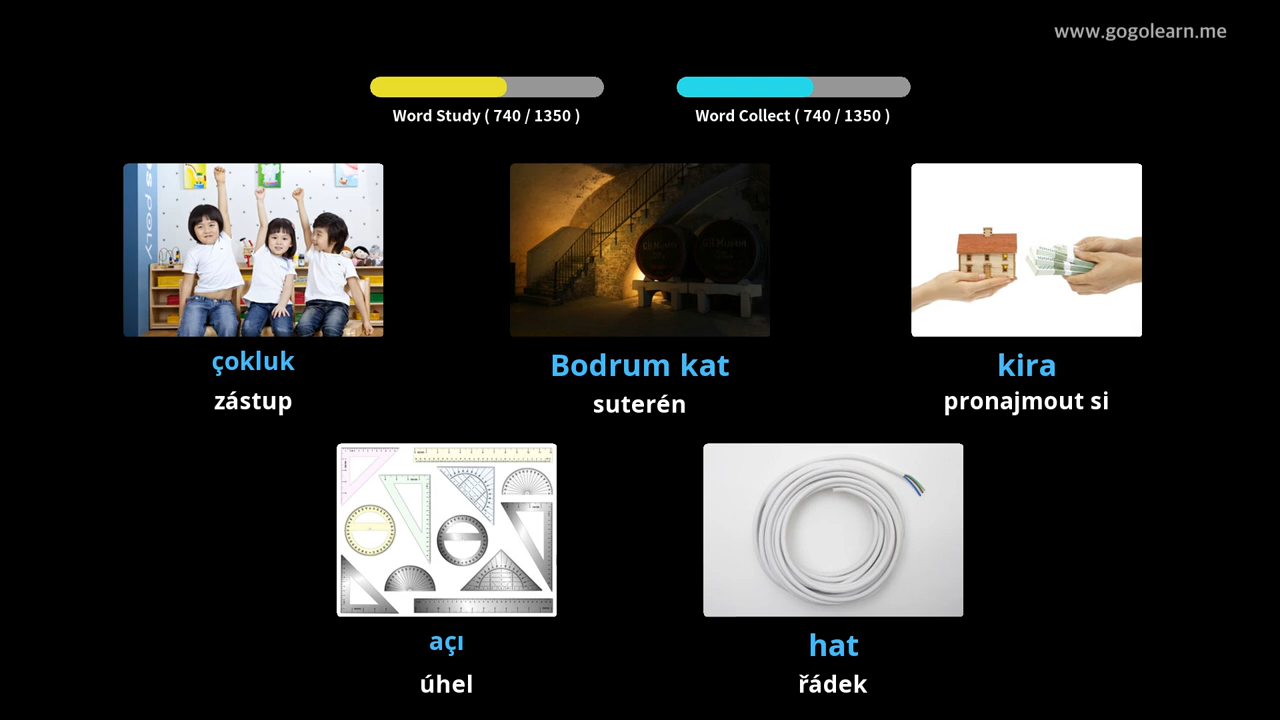 www.gogolearn.me
Word Study ( 740 / 1350 )
Word Collect ( 740 / 1350 )
çokluk
zástup
Bodrum kat
suterén
kira
pronajmout si
açı
úhel
hat
řádek